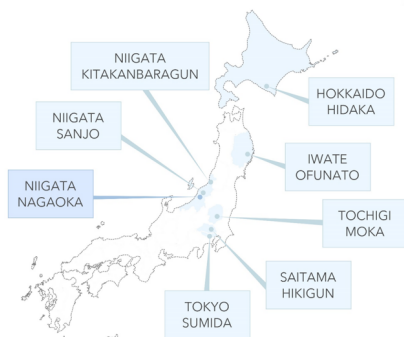 NIIGATA
KITAKANBARAGUN
HOKKAIDO
HIDAKA
NIIGATA
SANJO
IWATE
OFUNATO
NIIGATA
NAGAOKA
TOCHIGI
MOKA
SAITAMA
HIKIGUN
TOKYO
SUMIDA